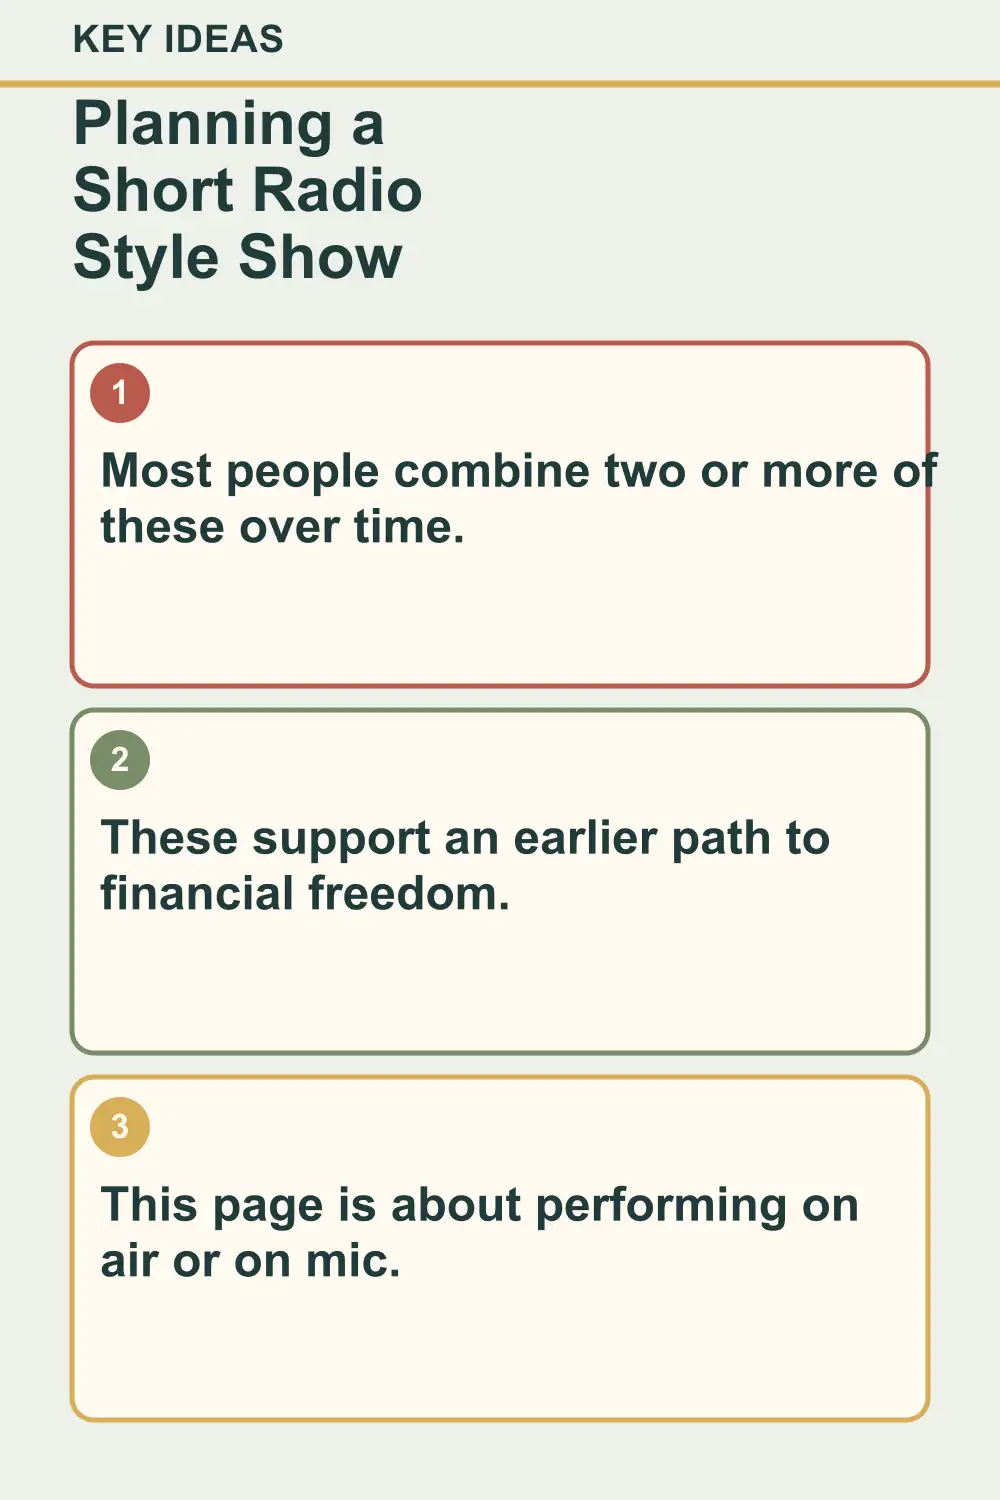 KEY IDEAS
Planning a
Short Radio
Style Show
1
Most people combine two or more of
these over time.
2
These support an earlier path to
financial freedom.
3
This page is about performing on
air or on mic.